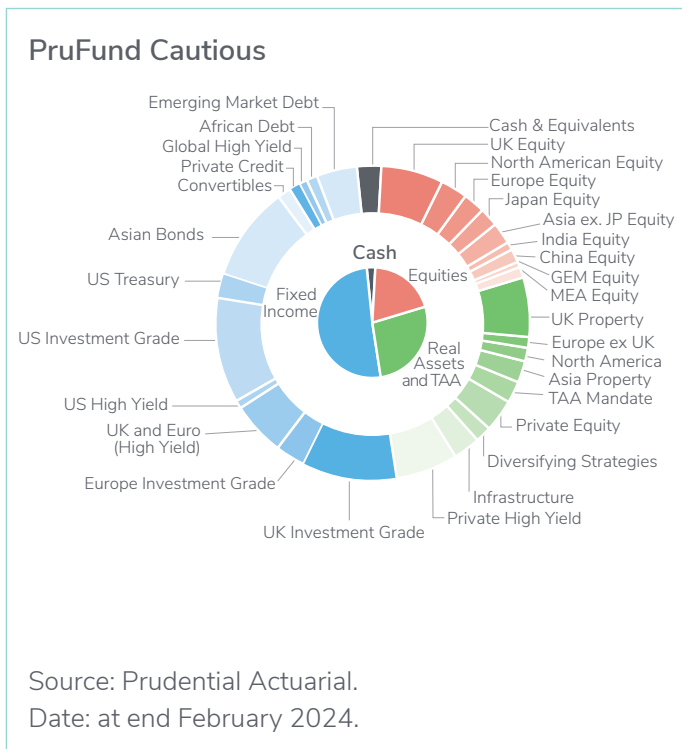 PruFund Cautious
Emerging Market Debt
African Debt
Global High Yield
Private Credit
Convertibles
Asian Bonds
US Treasury
US Investment Grade
US High Yield
UK and Euro
(High Yield)
Europe Investment Grade
UK Investment Grade
Cash & Equivalents
UK Equity
North American Equity
Europe Equity
Japan Equity
Asia ex. JP Equity
India Equity
China Equity
GEM Equity
MEA Equity
UK Property
Europe ex UK
North America
Asia Property
TAA Mandate
Private Equity
Diversifying Strategies
Infrastructure
Private High Yield
Cash
Equities
Fixed
Income
Real
Assets
and TAA
Source: Prudential Actuarial.
Date: at end February 2024.